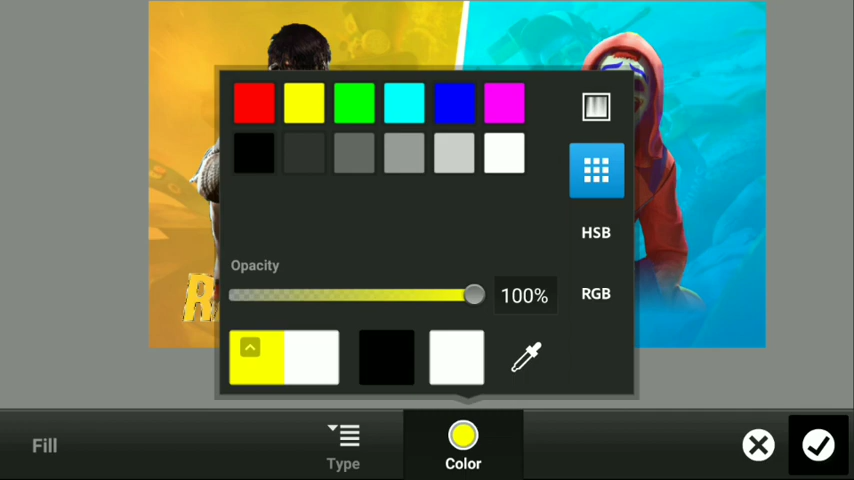 HSB
Opacity
100%
RGB
R
Fill
Type
Color